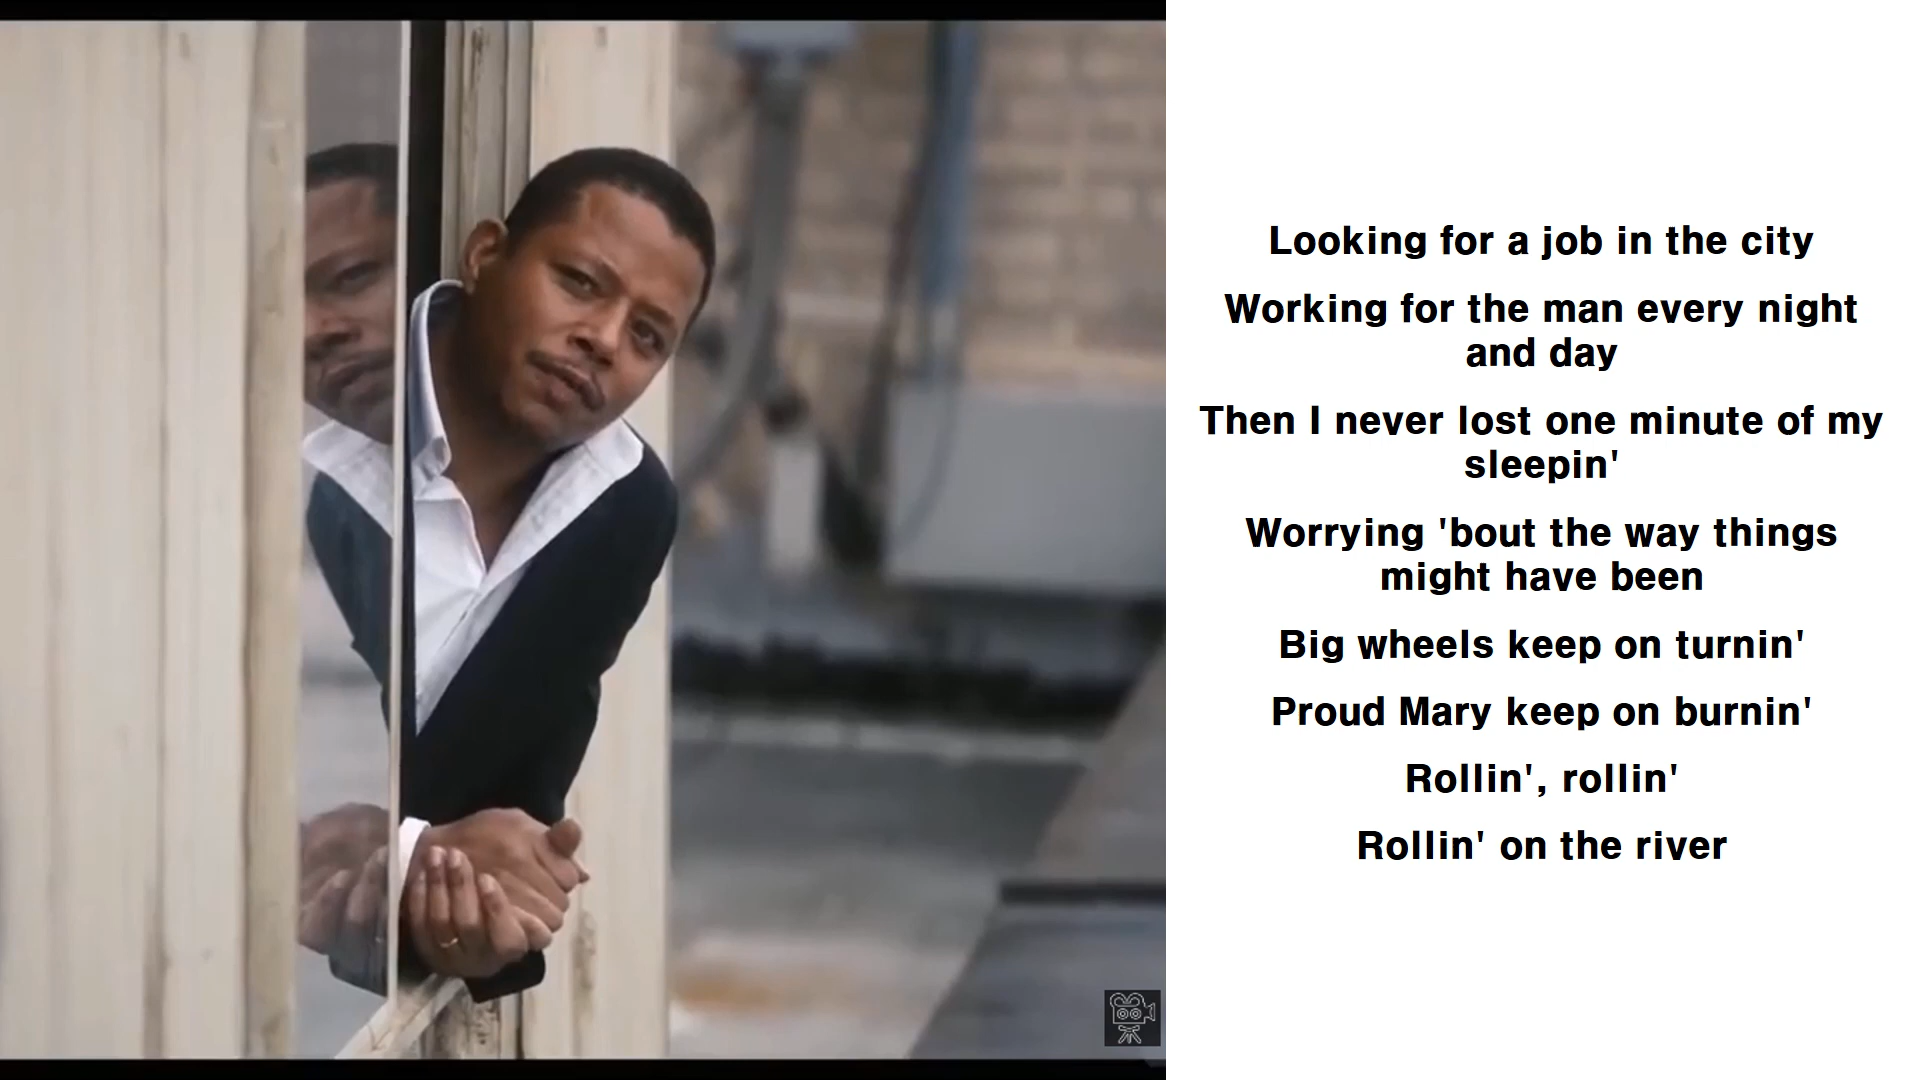 Looking for a job in the city
Working for the man every night
and day
Then I never lost one minute of my
sleepin'
Worrying 'bout the way things
might have been
Big wheels keep on turnin'
Proud Mary keep on burnin'
Rollin', rollin'
Rollin' on the river